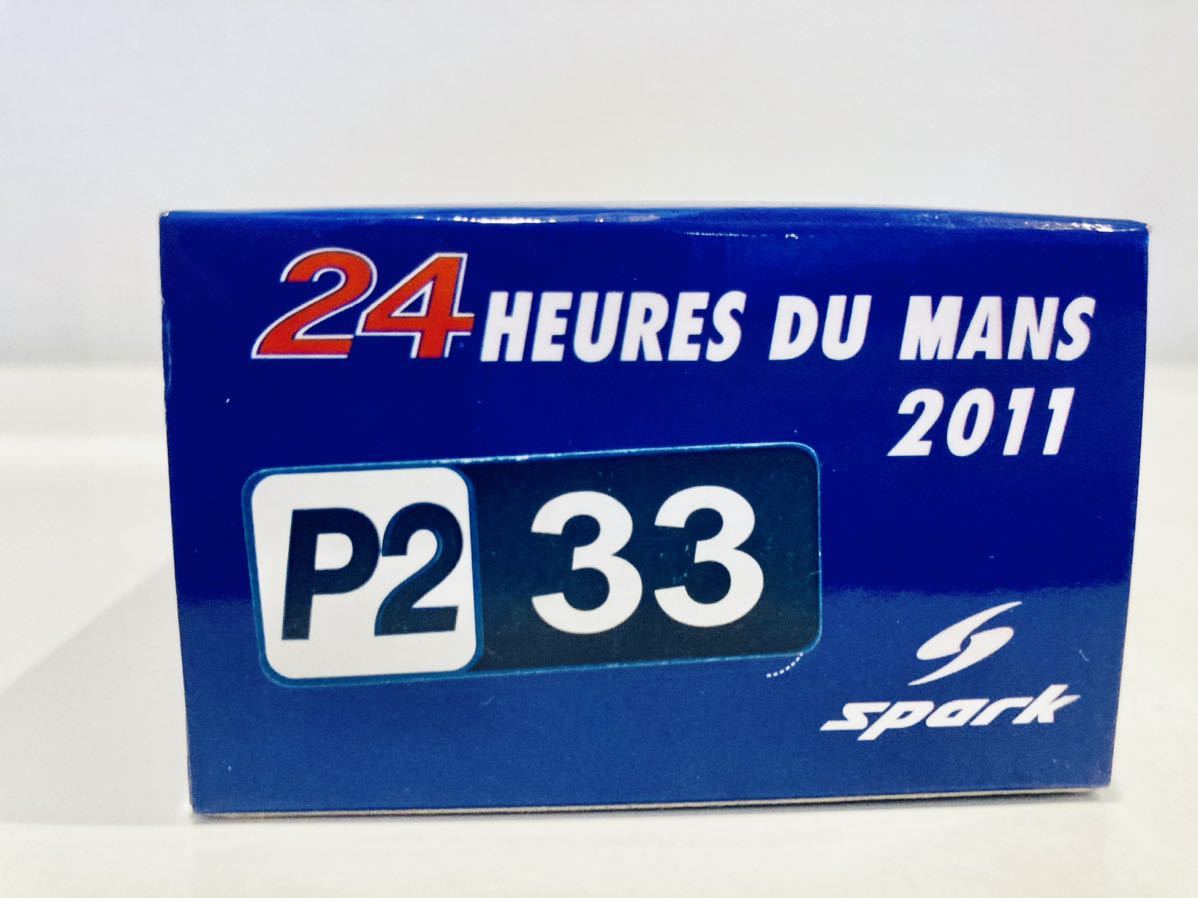 24 HEURES DU MANS
2011
P2 33
spark